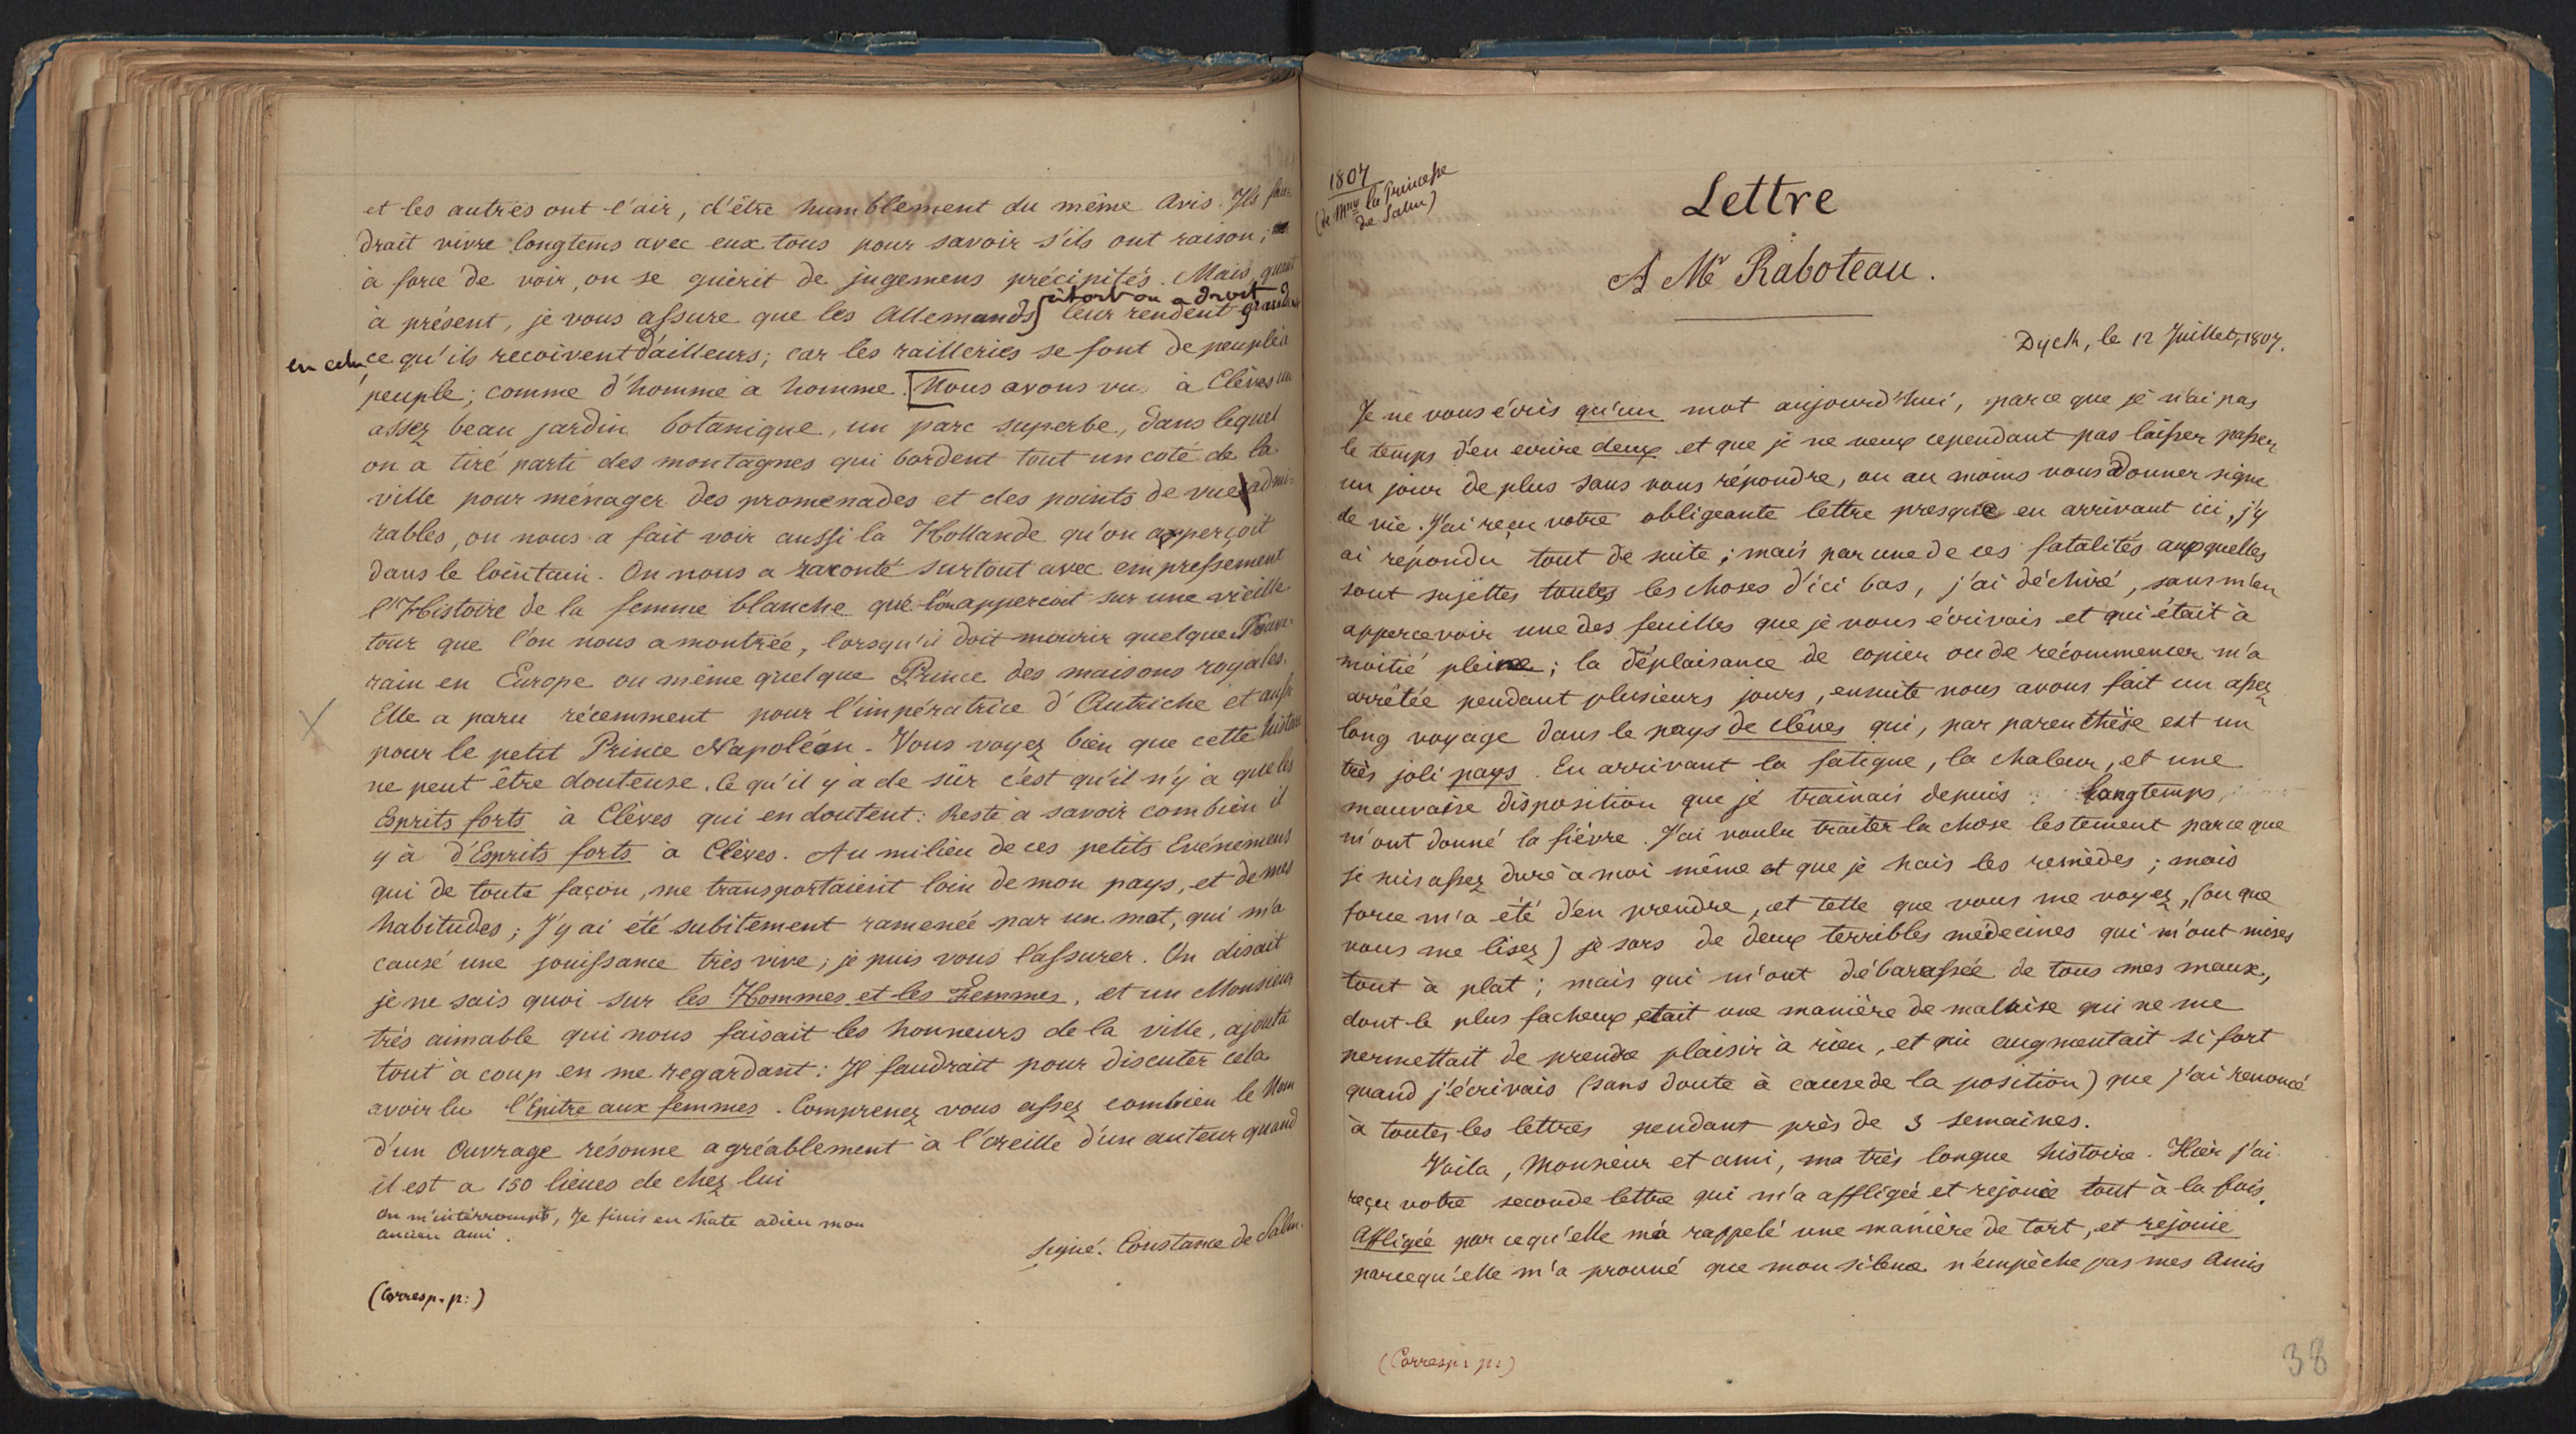 et les autres ont l'air, d'être humblement du même Avis. Ils fau-
drait vivre longtems avec eux tous pour savoir s'ils ont raison;
à force de voir, on se guérit de jugemens précipités. Mais, quant
à tort ou a droit
à présent, je vous assure que les Allemands leur rendent
en cela ce qu'ils recoivent d'ailleurs; car les railleries se font de peuple à
peuple; comme d'homme a homme. [Nous avons vu à Clèves un
assez beau jardin botanique, un parc superbe, dans lequel
on a tiré parti des montagnes qui bordent tout un coté de la
ville pour ménager des promenades et des points de vue admi-
rables, on nous a fait voir aussi la Hollande qu'on apperçoit
dans le lointain. On nous a raconté surtout avec empressement
l'Histoire de la femme blanche que l'on appercoit sur une vieille
tour que l'on nous a montrée, lorsqu'il doit mourir quelque Souve-
rain en Europe ou même quelque Prince des maisons royales.
Elle a paru récemment pour l'impératrice d'Autriche et aussi
pour le petit Prince Napoléon. Vous voyez bien que cette histoire
ne peut être douteuse. Ce qu'il y a de sûr c'est qu'il n'y a que les
Esprits forts à Clèves qui en doutent: Reste à savoir combien il
y à d'Esprits forts à Clèves. Au milieu de ces petits Evénemens
qui de toute façon, me transportaient loin de mon pays, et de mes
habitudes; J'y ai été subitement ramenée par un mot, qui m'a
causé une jouissance très vive; je puis vous l'assurer. On disait
je ne sais quoi sur les Hommes et les Femmes, et un Monsieur
très aimable qui nous faisait les honneurs de la ville, ajouta
tout à coup en me regardant: Il faudrait pour discuter cela
avoir lu l'Epitre aux femmes. Comprenez vous assez combien le Nom
d'un Ouvrage résonne agréablement à l'oreille d'un auteur quand
il est a 150 lieues de chez lui
On m'intèrrompt, Je finis en hâte adieu mon
ancien ami.
Signé. Constance de Salm.
(Corresp. p:)
1807
(de Mme la Princesse
de Salm)
Lettre
A Mr Raboteau.
Dyck, le 12 Juillet, 1807.
Je ne vous écris qu'un mot aujourd'hui, parce que je n'ai pas
le temps d'en ecrire deux et que je ne veux cependant pas laisser passer
un jour de plus sans vous répondre, ou au moins vous donner signe
de vie. J'ai reçu votre obligeante lettre presque en arrivant ici, j'y
ai répondu tout de suite; mais par une de ces fatalités auxquelles
sont sujettes toutes les choses d'ici bas, j'ai déchiré, sans m'en
appercevoir une des feuilles que je vous écrivais et qui était à
moitié pleine; la déplaisance de copier ou de récommencer m'a
arrêtée pendant plusieurs jours, ensuite nous avons fait un assez
long voyage dans le pays de Clèves qui, par parenthèse est un
très joli pays. En arrivant la fatigue, la chaleur, et une
mauvaise disposition que je trainais depuis longtemps,
m'ont donné la fièvre. J'ai voulu traiter la chose lestement parce que
je suis assez dure à moi même et que je hais les remèdes; mais
force m'a été d'en prendre, et telle que vous me voyez, (ou que
vous me lisez) je sors de deux terribles médecines qui m'ont mises
tout à plat; mais qui m'ont débarassée de tous mes maux,
dont le plus facheux etait une manière de malaise qui ne me
permettait de prendre plaisir à rien, et qui augmentait si fort
quand j'écrivais (sans doute à cause de la position) que j'ai renoncé
à toutes les lettres pendant près de 3 semaines.
Voila, Monsieur et ami, ma très longue histoire. Hièr j'ai
reçu votre seconde lettre qui m'a affligée et rejouie tout à la fois.
Affligée par ce qu'elle m'a rappelé une manière de tort, et rejouie
parcequ'elle m'a prouvé que mon silence n'empèche pas mes Amis
(Corresp: p:)
38